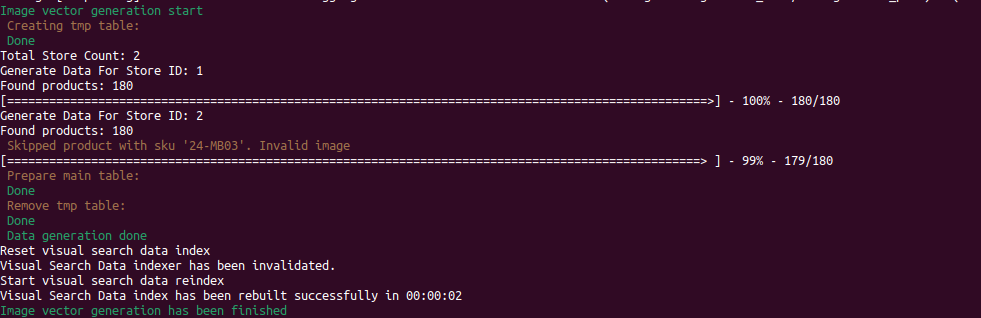 Image vector generation start
Creating tmp table:
Done
Total Store Count: 2
Generate Data For Store ID: 1
Found products: 180
[====================================================================================================>] - 100% - 180/180
Generate Data For Store ID: 2
Found products: 180
Skipped product with sku '24-MB03'. Invalid image
[===================================================================================================> ] - 99% - 179/180
Prepare main table:
Done
Remove tmp table:
Done
Data generation done
Reset visual search data index
Visual Search Data indexer has been invalidated.
Start visual search data reindex
Visual Search Data index has been rebuilt successfully in 00:00:02
Image vector generation has been finished